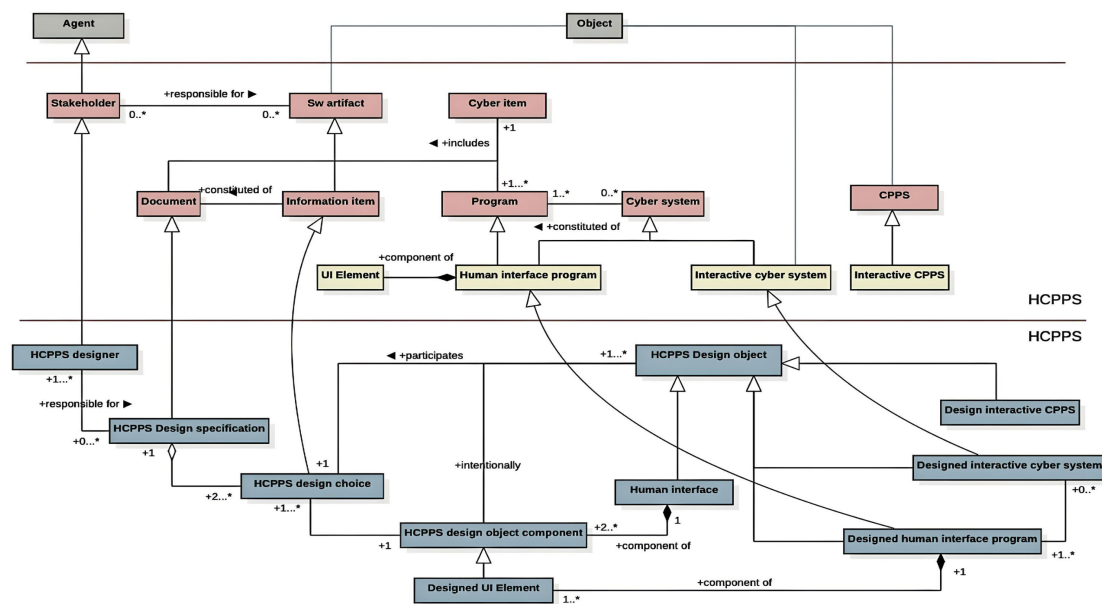 Agent
Object
+responsible for ►
Stakeholder
Sw artifact
Cyber item
0..*
0..*
+1
◄ +includes
+constituted of
+1...*
1..*
0..*
Document
Information item
Program
Cyber system
CPPS
◄ +constituted of
+component of
UI Element
Human interface program
Interactive cyber system
Interactive CPPS
HCPPS
HCPPS
HCPPS designer
◄ +participates
+1...*
HCPPS Design object
+1...*
+responsible for ►
Design interactive CPPS
HCPPS Design specification
+0...*
+1
+1
+intentionally
Designed interactive cyber system
HCPPS design choice
Human interface
+2...*
+1...*
+0..*
1
+2..*
HCPPS design object component
Designed human interface program
+1
+component of
+1..*
+1
+component of
Designed UI Element
1..*